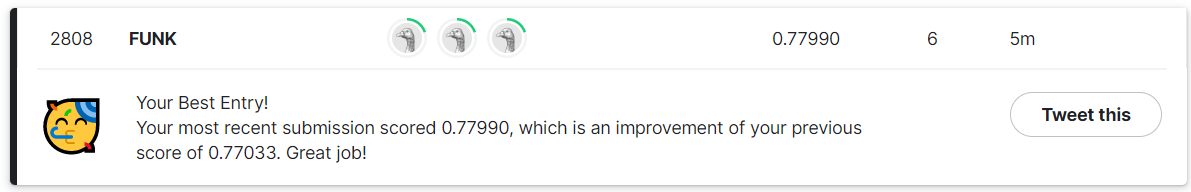 2808 FUNK 0.77990 6 5m
Your Best Entry!
Your most recent submission scored 0.77990, which is an improvement of your previous
score of 0.77033. Great job!
Tweet this